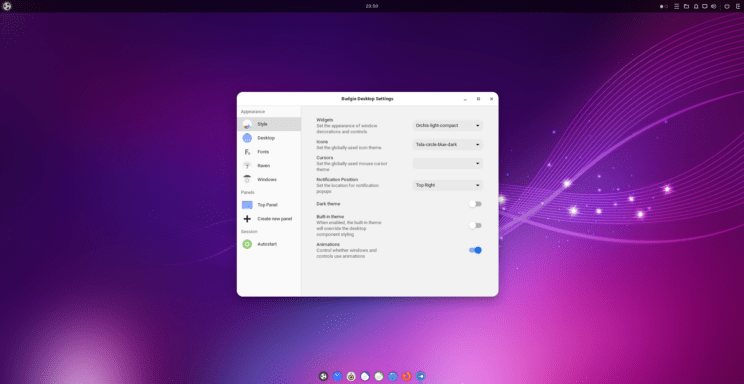 20:00
Budgie Desktop Settings
Appearance
Style
Desktop
Fonts
Raven
Windows
Panels
Top Panel
Create new panel
Session
Autostart
Widgets
Set the appearance of window
decorations and controls
Orchis-light-compact
Icons
Set the globally used icon theme
Tela-circle-blue-dark
Cursors
Set the globally used mouse cursor
theme
Notification Position
Set the location for notification
popups
Top Right
Dark theme
Built-in theme
When enabled, the built-in theme
will override the desktop
component styling
Animations
Control whether windows and
controls use animations